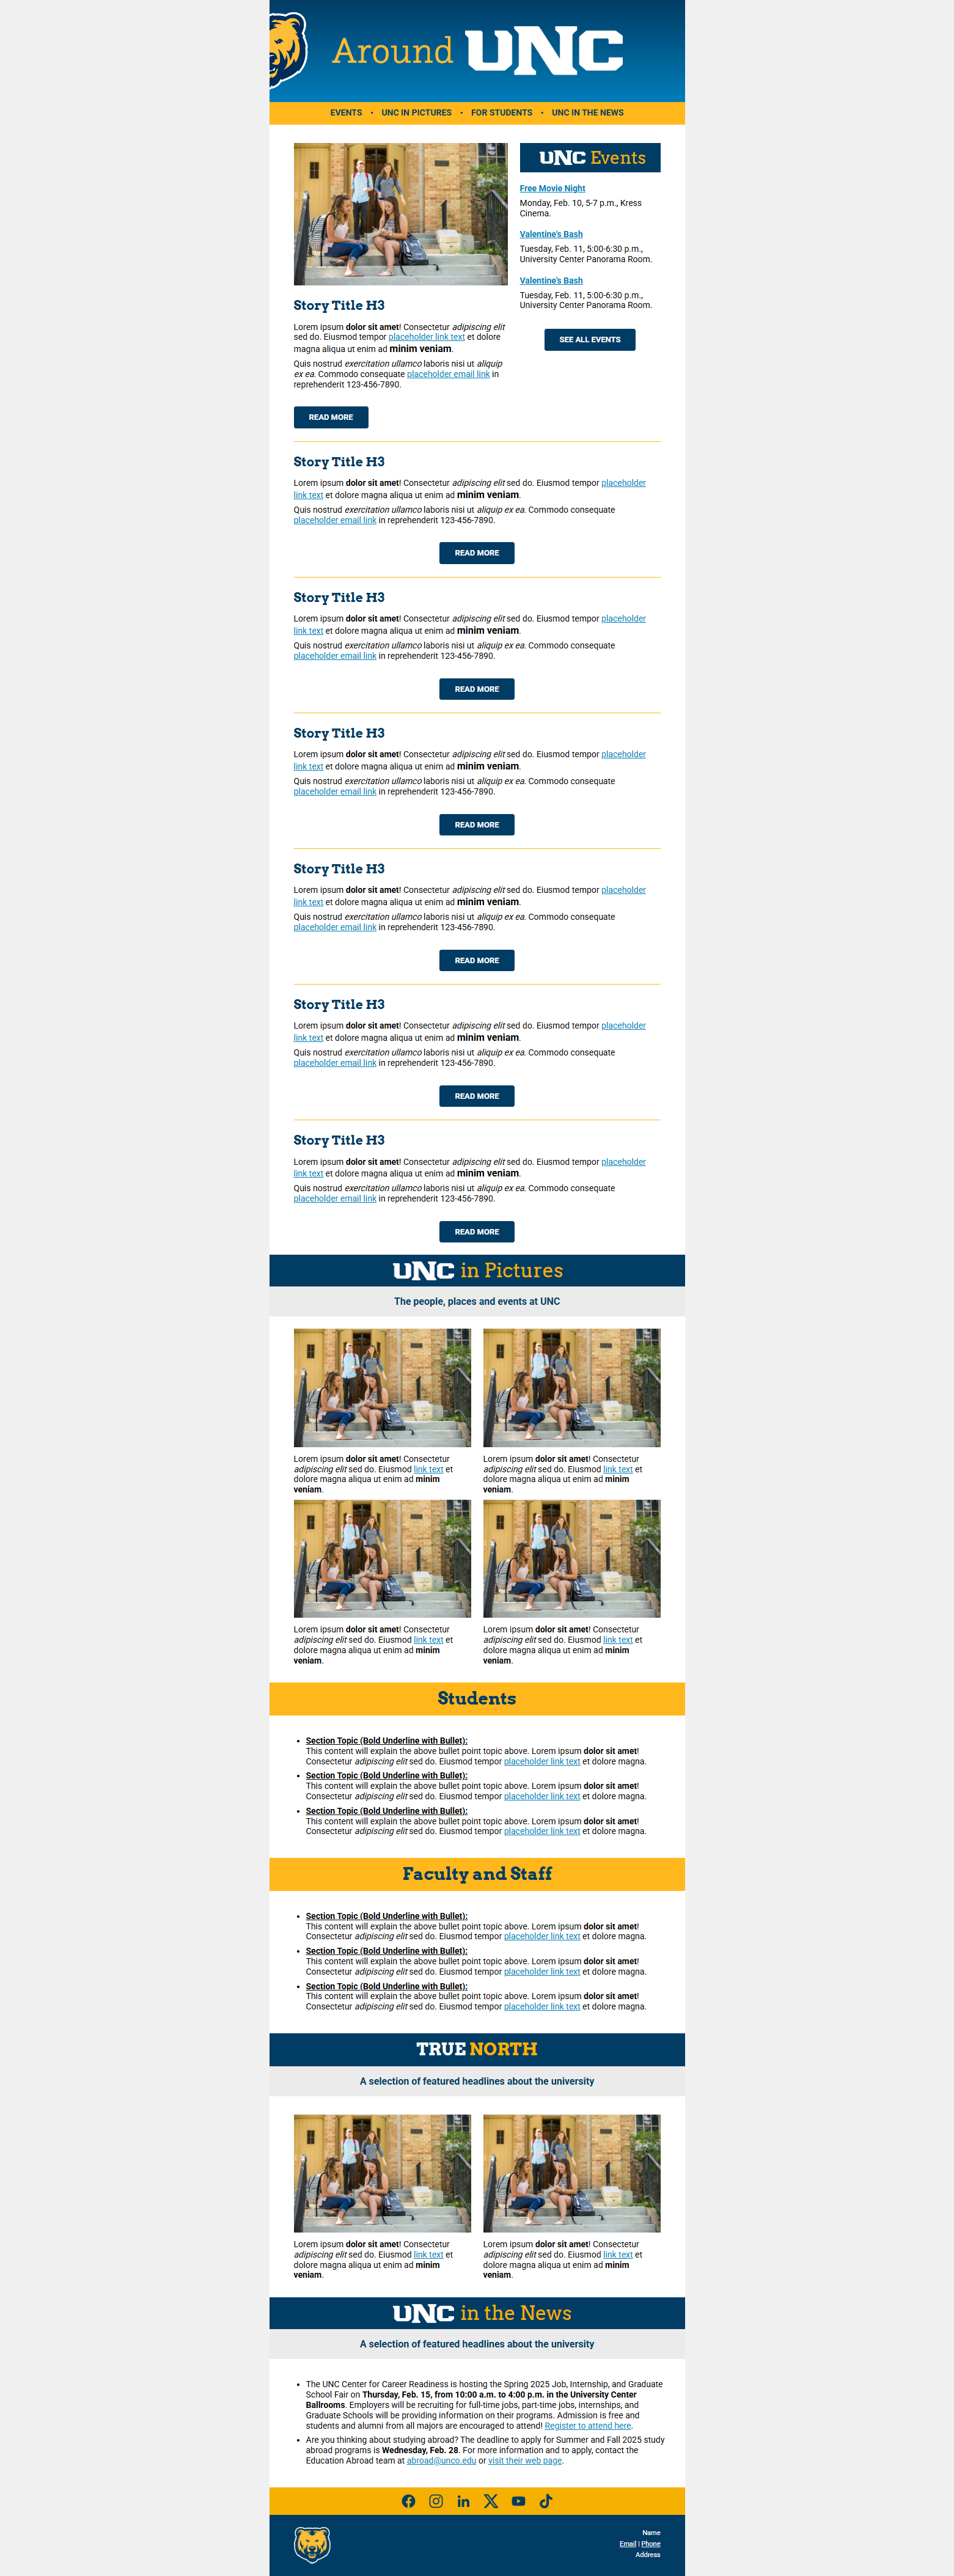 Around UNC
EVENTS • UNC IN PICTURES • FOR STUDENTS • UNC IN THE NEWS
Story Title H3
Lorem ipsum dolor sit amet! Consectetur adipiscing elit
sed do. Eiusmod tempor placeholder link text et dolore
magna aliqua ut enim ad minim veniam.
Quis nostrud exercitation ullamco laboris nisi ut aliquip
ex ea. Commodo consequate placeholder email link in
reprehenderit 123-456-7890.
READ MORE
UNC Events
Free Movie Night
Monday, Feb. 10, 5-7 p.m., Kress
Cinema.
Valentine's Bash
Tuesday, Feb. 11, 5:00-6:30 p.m.,
University Center Panorama Room.
Valentine's Bash
Tuesday, Feb. 11, 5:00-6:30 p.m.,
University Center Panorama Room.
SEE ALL EVENTS
Story Title H3
Lorem ipsum dolor sit amet! Consectetur adipiscing elit sed do. Eiusmod tempor placeholder
link text et dolore magna aliqua ut enim ad minim veniam.
Quis nostrud exercitation ullamco laboris nisi ut aliquip ex ea. Commodo consequate
placeholder email link in reprehenderit 123-456-7890.
READ MORE
Story Title H3
Lorem ipsum dolor sit amet! Consectetur adipiscing elit sed do. Eiusmod tempor placeholder
link text et dolore magna aliqua ut enim ad minim veniam.
Quis nostrud exercitation ullamco laboris nisi ut aliquip ex ea. Commodo consequate
placeholder email link in reprehenderit 123-456-7890.
READ MORE
Story Title H3
Lorem ipsum dolor sit amet! Consectetur adipiscing elit sed do. Eiusmod tempor placeholder
link text et dolore magna aliqua ut enim ad minim veniam.
Quis nostrud exercitation ullamco laboris nisi ut aliquip ex ea. Commodo consequate
placeholder email link in reprehenderit 123-456-7890.
READ MORE
Story Title H3
Lorem ipsum dolor sit amet! Consectetur adipiscing elit sed do. Eiusmod tempor placeholder
link text et dolore magna aliqua ut enim ad minim veniam.
Quis nostrud exercitation ullamco laboris nisi ut aliquip ex ea. Commodo consequate
placeholder email link in reprehenderit 123-456-7890.
READ MORE
Story Title H3
Lorem ipsum dolor sit amet! Consectetur adipiscing elit sed do. Eiusmod tempor placeholder
link text et dolore magna aliqua ut enim ad minim veniam.
Quis nostrud exercitation ullamco laboris nisi ut aliquip ex ea. Commodo consequate
placeholder email link in reprehenderit 123-456-7890.
READ MORE
Story Title H3
Lorem ipsum dolor sit amet! Consectetur adipiscing elit sed do. Eiusmod tempor placeholder
link text et dolore magna aliqua ut enim ad minim veniam.
Quis nostrud exercitation ullamco laboris nisi ut aliquip ex ea. Commodo consequate
placeholder email link in reprehenderit 123-456-7890.
READ MORE
UNC in Pictures
The people, places and events at UNC
Lorem ipsum dolor sit amet! Consectetur
adipiscing elit sed do. Eiusmod link text et
dolore magna aliqua ut enim ad minim
veniam.
Lorem ipsum dolor sit amet! Consectetur
adipiscing elit sed do. Eiusmod link text et
dolore magna aliqua ut enim ad minim
veniam.
Lorem ipsum dolor sit amet! Consectetur
adipiscing elit sed do. Eiusmod link text et
dolore magna aliqua ut enim ad minim
veniam.
Lorem ipsum dolor sit amet! Consectetur
adipiscing elit sed do. Eiusmod link text et
dolore magna aliqua ut enim ad minim
veniam.
Students
• Section Topic (Bold Underline with Bullet):
This content will explain the above bullet point topic above. Lorem ipsum dolor sit amet!
Consectetur adipiscing elit sed do. Eiusmod tempor placeholder link text et dolore magna.
• Section Topic (Bold Underline with Bullet):
This content will explain the above bullet point topic above. Lorem ipsum dolor sit amet!
Consectetur adipiscing elit sed do. Eiusmod tempor placeholder link text et dolore magna.
• Section Topic (Bold Underline with Bullet):
This content will explain the above bullet point topic above. Lorem ipsum dolor sit amet!
Consectetur adipiscing elit sed do. Eiusmod tempor placeholder link text et dolore magna.
Faculty and Staff
• Section Topic (Bold Underline with Bullet):
This content will explain the above bullet point topic above. Lorem ipsum dolor sit amet!
Consectetur adipiscing elit sed do. Eiusmod tempor placeholder link text et dolore magna.
• Section Topic (Bold Underline with Bullet):
This content will explain the above bullet point topic above. Lorem ipsum dolor sit amet!
Consectetur adipiscing elit sed do. Eiusmod tempor placeholder link text et dolore magna.
• Section Topic (Bold Underline with Bullet):
This content will explain the above bullet point topic above. Lorem ipsum dolor sit amet!
Consectetur adipiscing elit sed do. Eiusmod tempor placeholder link text et dolore magna.
TRUE NORTH
A selection of featured headlines about the university
Lorem ipsum dolor sit amet! Consectetur
adipiscing elit sed do. Eiusmod link text et
dolore magna aliqua ut enim ad minim
veniam.
Lorem ipsum dolor sit amet! Consectetur
adipiscing elit sed do. Eiusmod link text et
dolore magna aliqua ut enim ad minim
veniam.
UNC in the News
A selection of featured headlines about the university
• The UNC Center for Career Readiness is hosting the Spring 2025 Job, Internship, and Graduate
School Fair on Thursday, Feb. 15, from 10:00 a.m. to 4:00 p.m. in the University Center
Ballrooms. Employers will be recruiting for full-time jobs, part-time jobs, internships, and
Graduate Schools will be providing information on their programs. Admission is free and
students and alumni from all majors are encouraged to attend! Register to attend here.
• Are you thinking about studying abroad? The deadline to apply for Summer and Fall 2025 study
abroad programs is Wednesday, Feb. 28. For more information and to apply, contact the
Education Abroad team at abroad@unco.edu or visit their web page.
Name
Email | Phone
Address